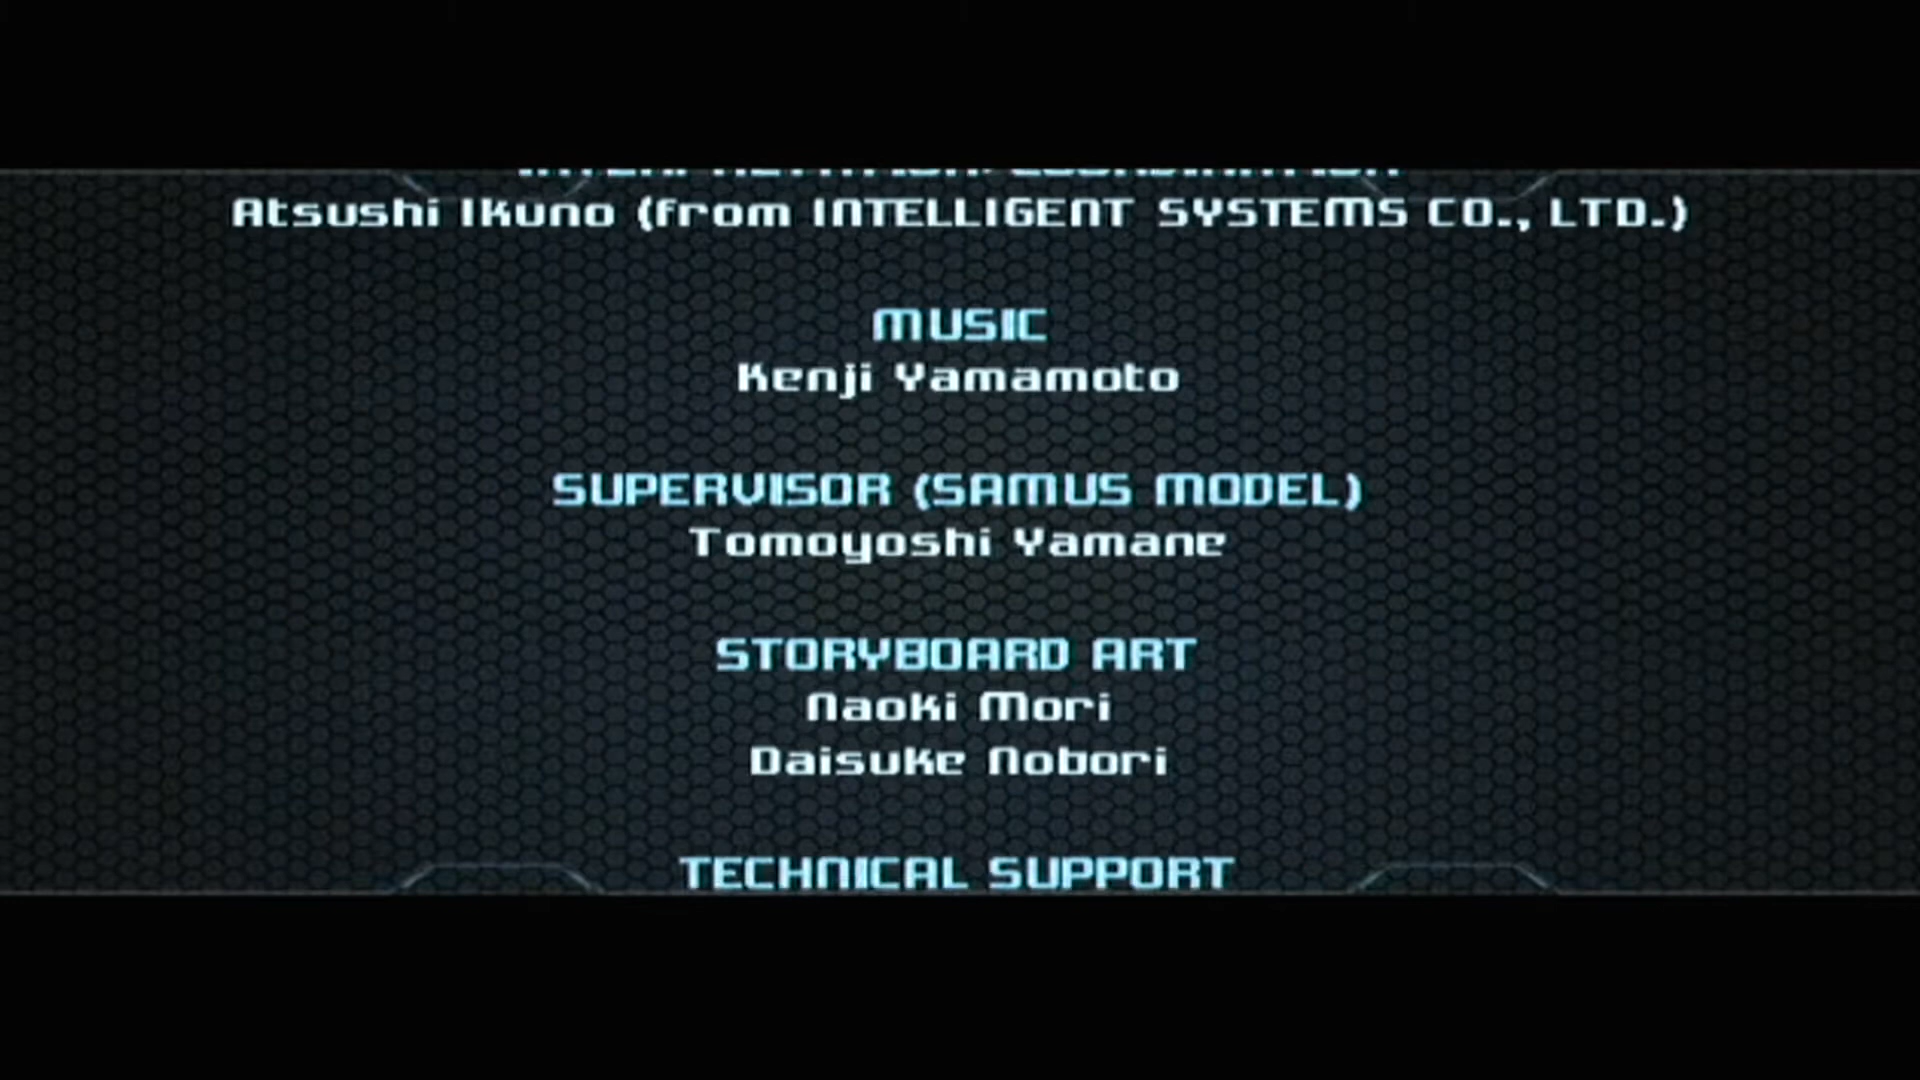 Atsushi Ikuno (from INTELLIGENT SYSTEMS CO., LTD.)
MUSIC
Kenji Yamamoto
SUPERVISOR (SAMUS MODEL)
Tomoyoshi Yamane
STORYBOARD ART
Naoki Mori
Daisuke Nobori
TECHNICAL SUPPORT